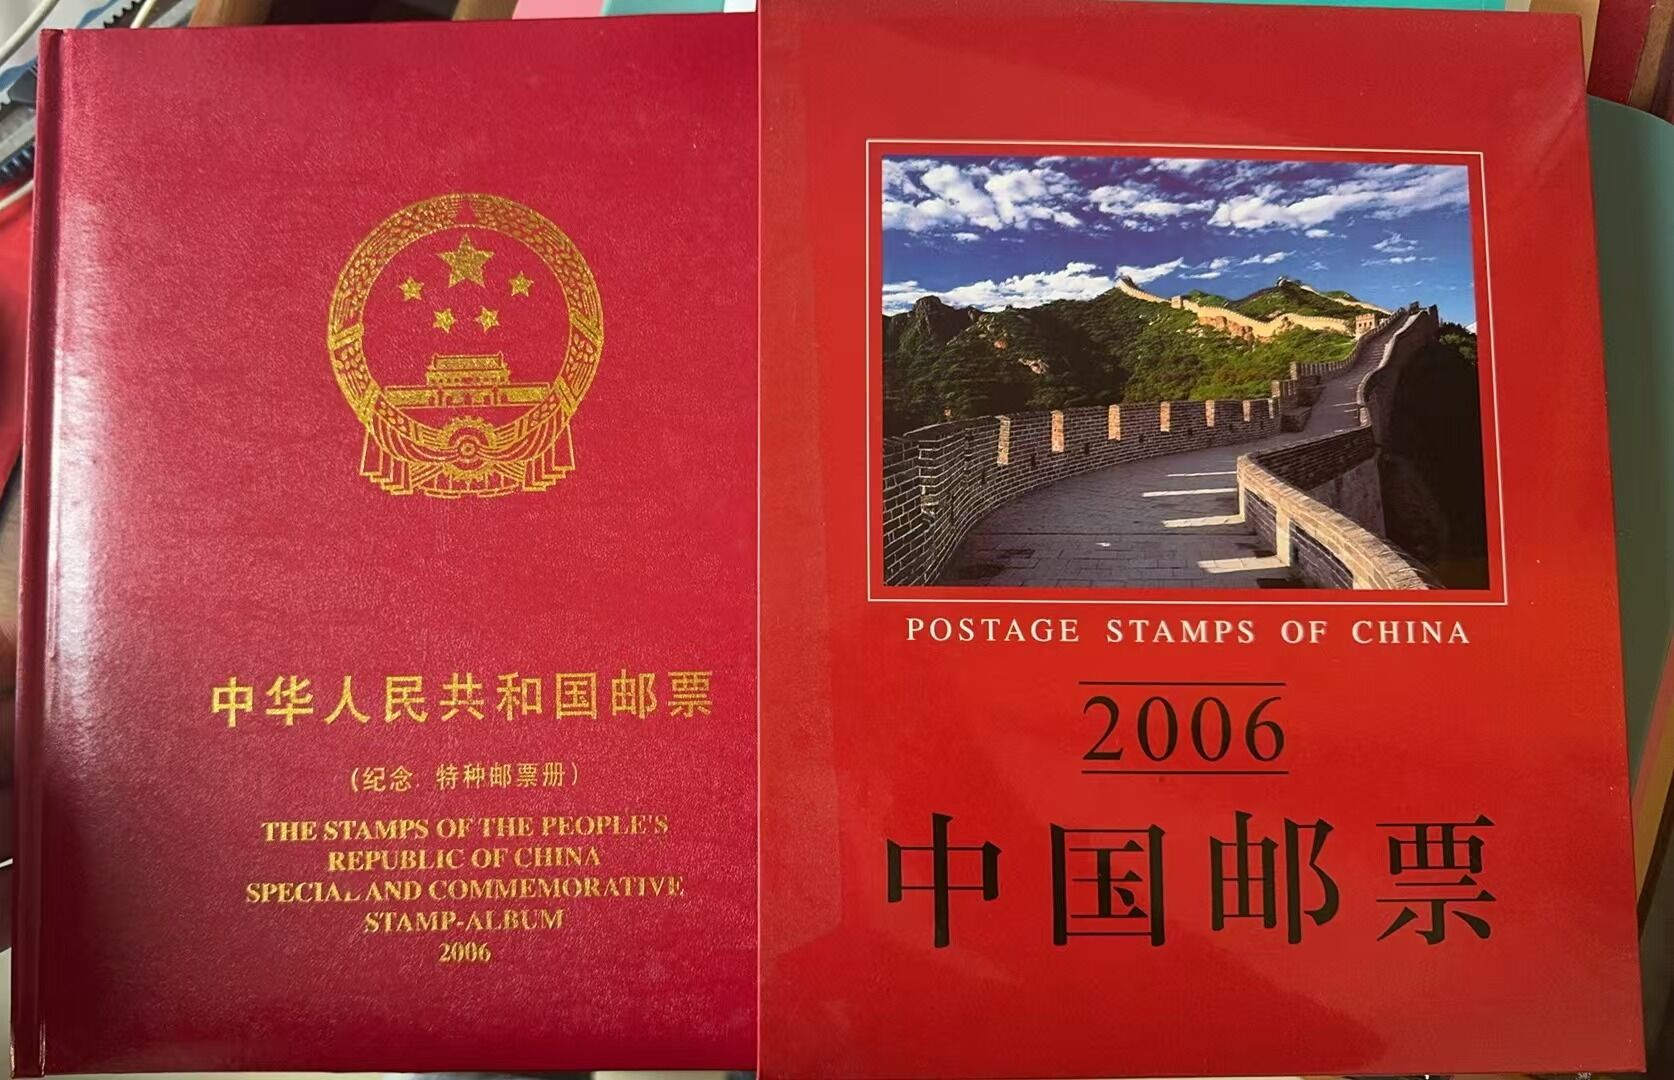 中华人民共和国邮票
(纪念、特种邮票册)
THE STAMPS OF THE PEOPLE'S
REPUBLIC OF CHINA
SPECIAL AND COMMEMORATIVE
STAMP-ALBUM
2006
POSTAGE STAMPS OF CHINA
2006
中国邮票